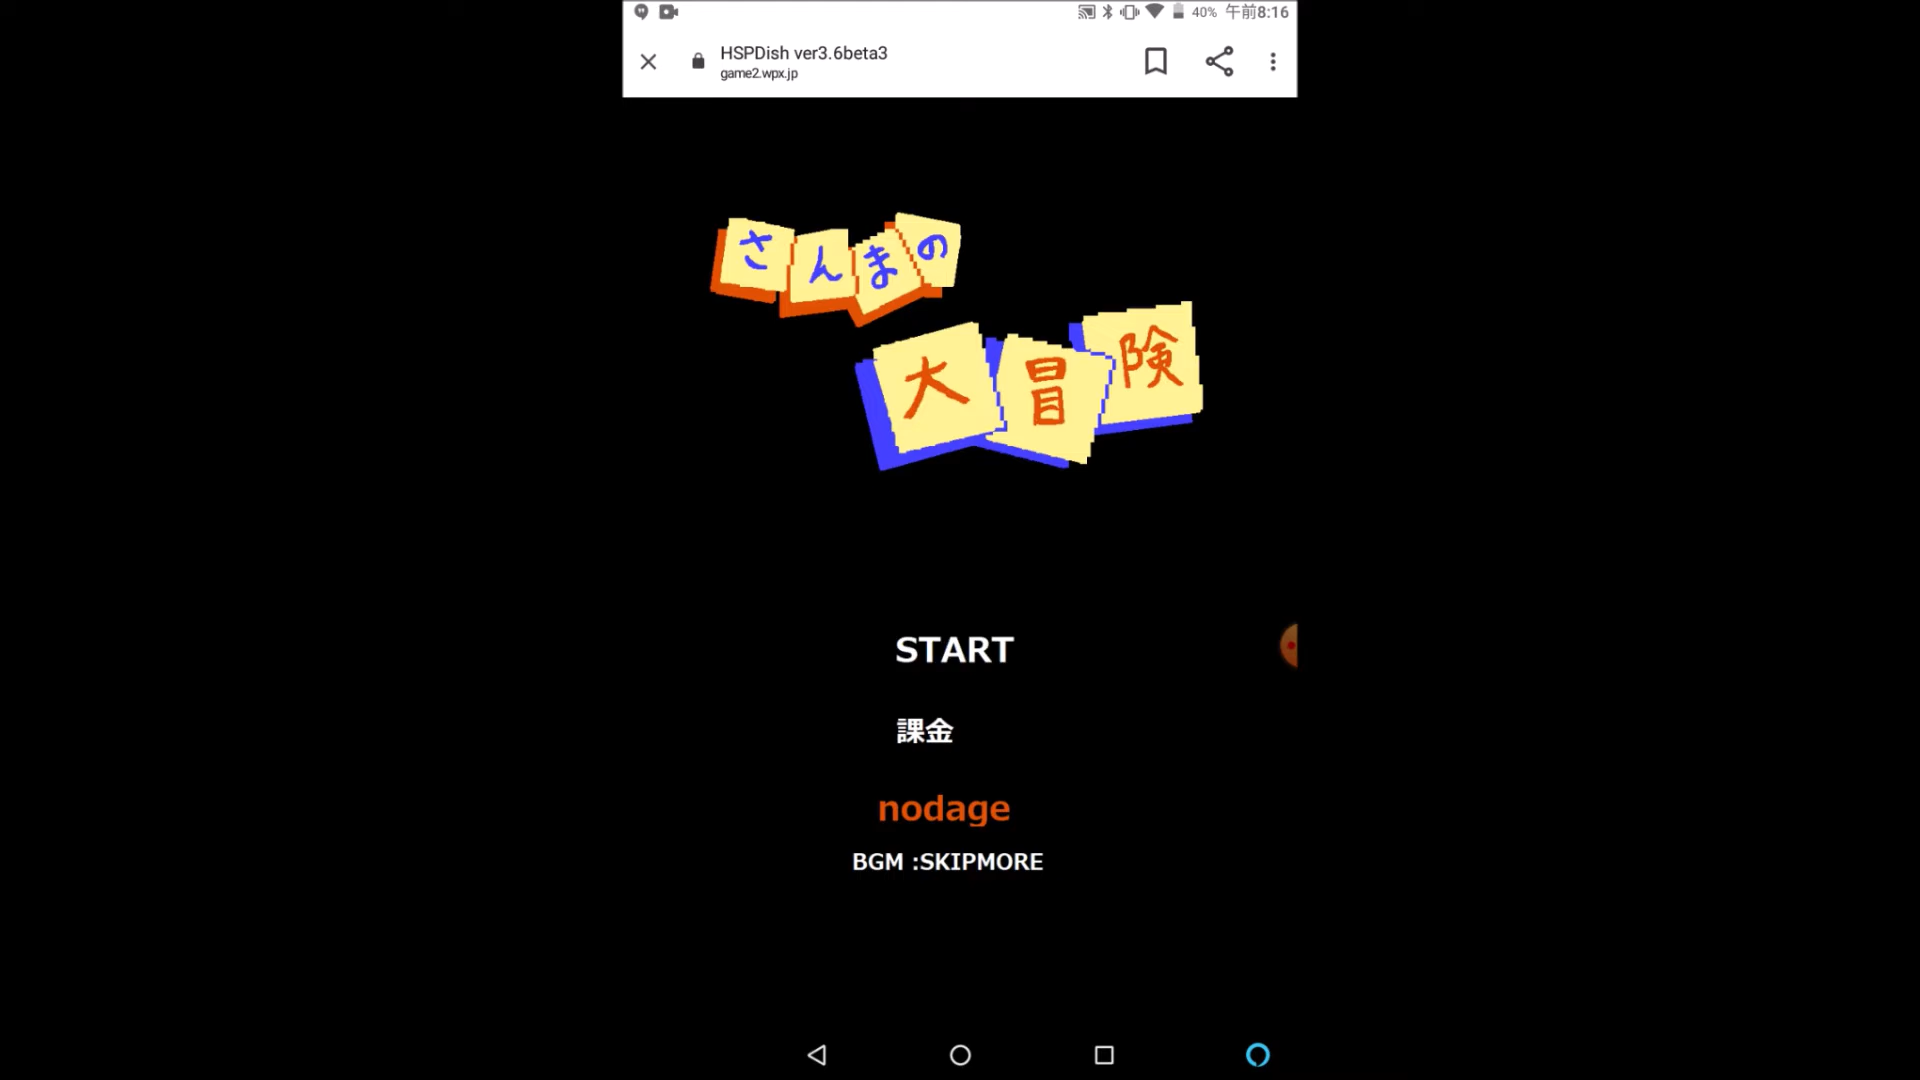 40% 午前8:16
HSPDish ver3.6beta3
game2.wpx.jp
さんまの
大冒険
START
課金
nodage
BGM :SKIPMORE